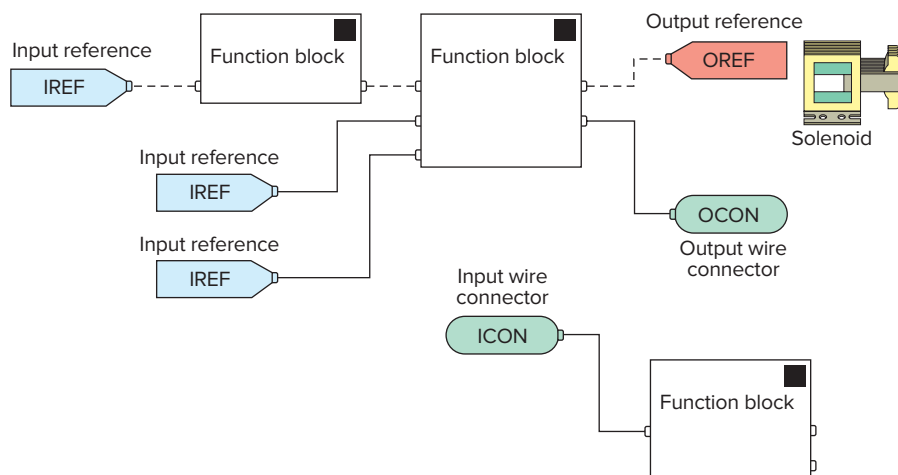 Input reference
IREF
Function block
Function block
Output reference
OREF
Solenoid
Input reference
IREF
Input reference
IREF
OCON
Output wire
connector
Input wire
connector
ICON
Function block